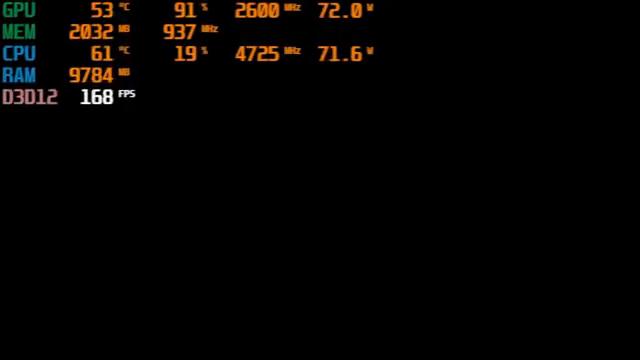 GPU 53 °C 91 % 2600 MHz 72.0 W
MEM 2032 MB 937 MHz
CPU 61 °C 19 % 4725 MHz 71.6 W
RAM 9784 MB
D3D12 168 FPS